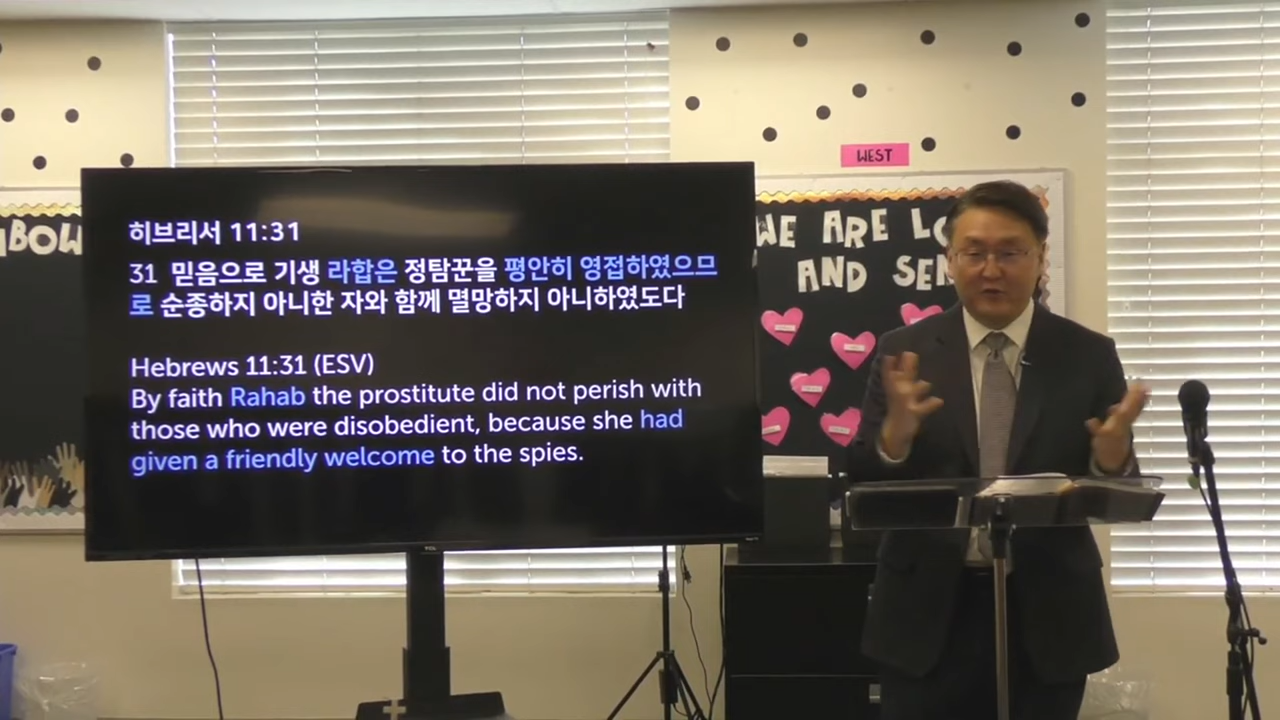 히브리서 11:31
31 믿음으로 기생 라합은 정탐꾼을 평안히 영접하였으므
로 순종하지 아니한 자와 함께 멸망하지 아니하였도다
Hebrews 11:31 (ESV)
By faith Rahab the prostitute did not perish with
those who were disobedient, because she had
given a friendly welcome to the spies.
TCL
WEST
WE ARE LO
AND SEN
BOW